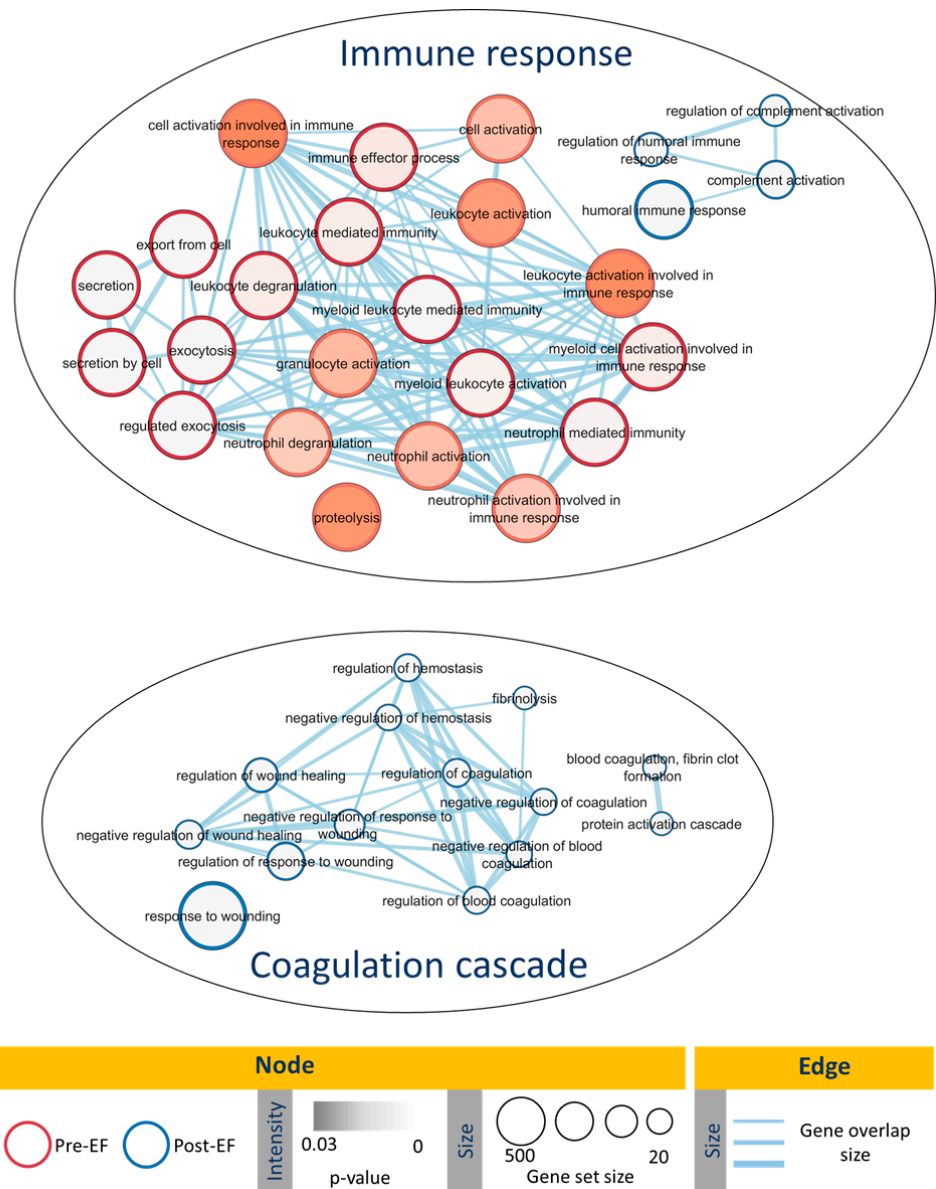 Immune response
cell activation involved in immune
response
cell activation
regulation of complement activation
immune effector process
regulation of humoral immune
response
complement activation
leukocyte activation
humoral immune response
leukocyte mediated immunity
export from cell
secretion
leukocyte degranulation
leukocyte activation involved in
immune response
myeloid leukocyte mediated immunity
exocytosis
myeloid cell activation involved in
immune response
secretion by cell
granulocyte activation
myeloid leukocyte activation
regulated exocytosis
neutrophil mediated immunity
neutrophil degranulation
neutrophil activation
neutrophil activation involved in
immune response
proteolysis
regulation of hemostasis
fibrinolysis
negative regulation of hemostasis
blood coagulation, fibrin clot
formation
regulation of wound healing
regulation of coagulation
negative regulation of coagulation
negative regulation of response to
wounding
protein activation cascade
negative regulation of wound healing
negative regulation of blood
coagulation
regulation of response to wounding
regulation of blood coagulation
response to wounding
Coagulation cascade
Node
Edge
Pre-EF
Post-EF
Intensity
0.03
0
p-value
Size
500
20
Gene set size
Size
Gene overlap
size